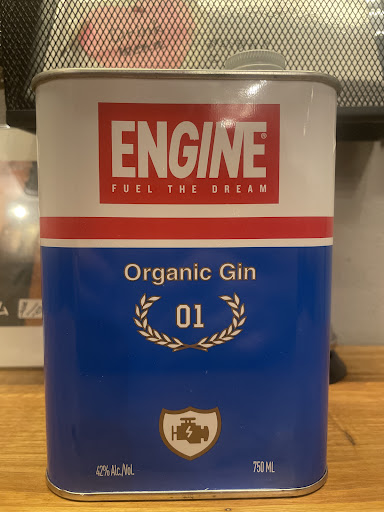 ENGINE®
FUEL THE DREAM
Organic Gin
01
42% Alc./Vol.
750 ML